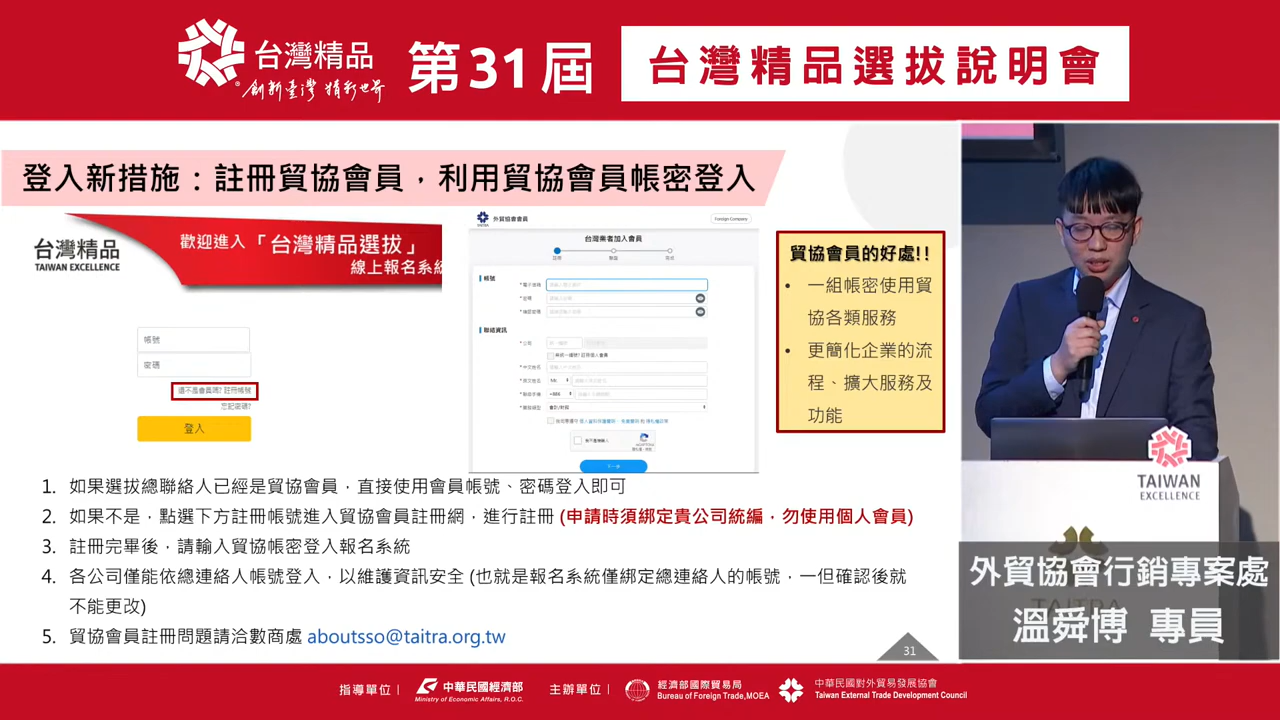 台灣精品
創新臺灣 精彩世界
第31屆
台灣精品選拔說明會
登入新措施：註冊貿協會員，利用貿協會員帳密登入
台灣精品
TAIWAN EXCELLENCE
歡迎進入「台灣精品選拔」
線上報名系統
帳號
密碼
還不是會員嗎? 註冊帳號
忘記密碼?
登入
TAITRA
外貿協會會員
Foreign Company
台灣業者加入會員
帳號
聯絡資訊
下一步
貿協會員的好處!!
• 一組帳密使用貿
協各類服務
• 更簡化企業的流
程、擴大服務及
功能
1. 如果選拔總聯絡人已經是貿協會員，直接使用會員帳號、密碼登入即可
2. 如果不是，點選下方註冊帳號進入貿協會員註冊網，進行註冊 (申請時須綁定貴公司統編，勿使用個人會員)
3. 註冊完畢後，請輸入貿協帳密登入報名系統
4. 各公司僅能依總連絡人帳號登入，以維護資訊安全 (也就是報名系統僅綁定總連絡人的帳號，一但確認後就
不能更改)
5. 貿協會員註冊問題請洽數商處 aboutsso@taitra.org.tw
31
TAIWAN
EXCELLENCE
TAITRA
外貿協會行銷專案處
溫舜博 專員
指導單位
中華民國經濟部
Ministry of Economic Affairs, R.O.C.
主辦單位
經濟部國際貿易局
Bureau of Foreign Trade,MOEA
中華民國對外貿易發展協會
Taiwan External Trade Development Council